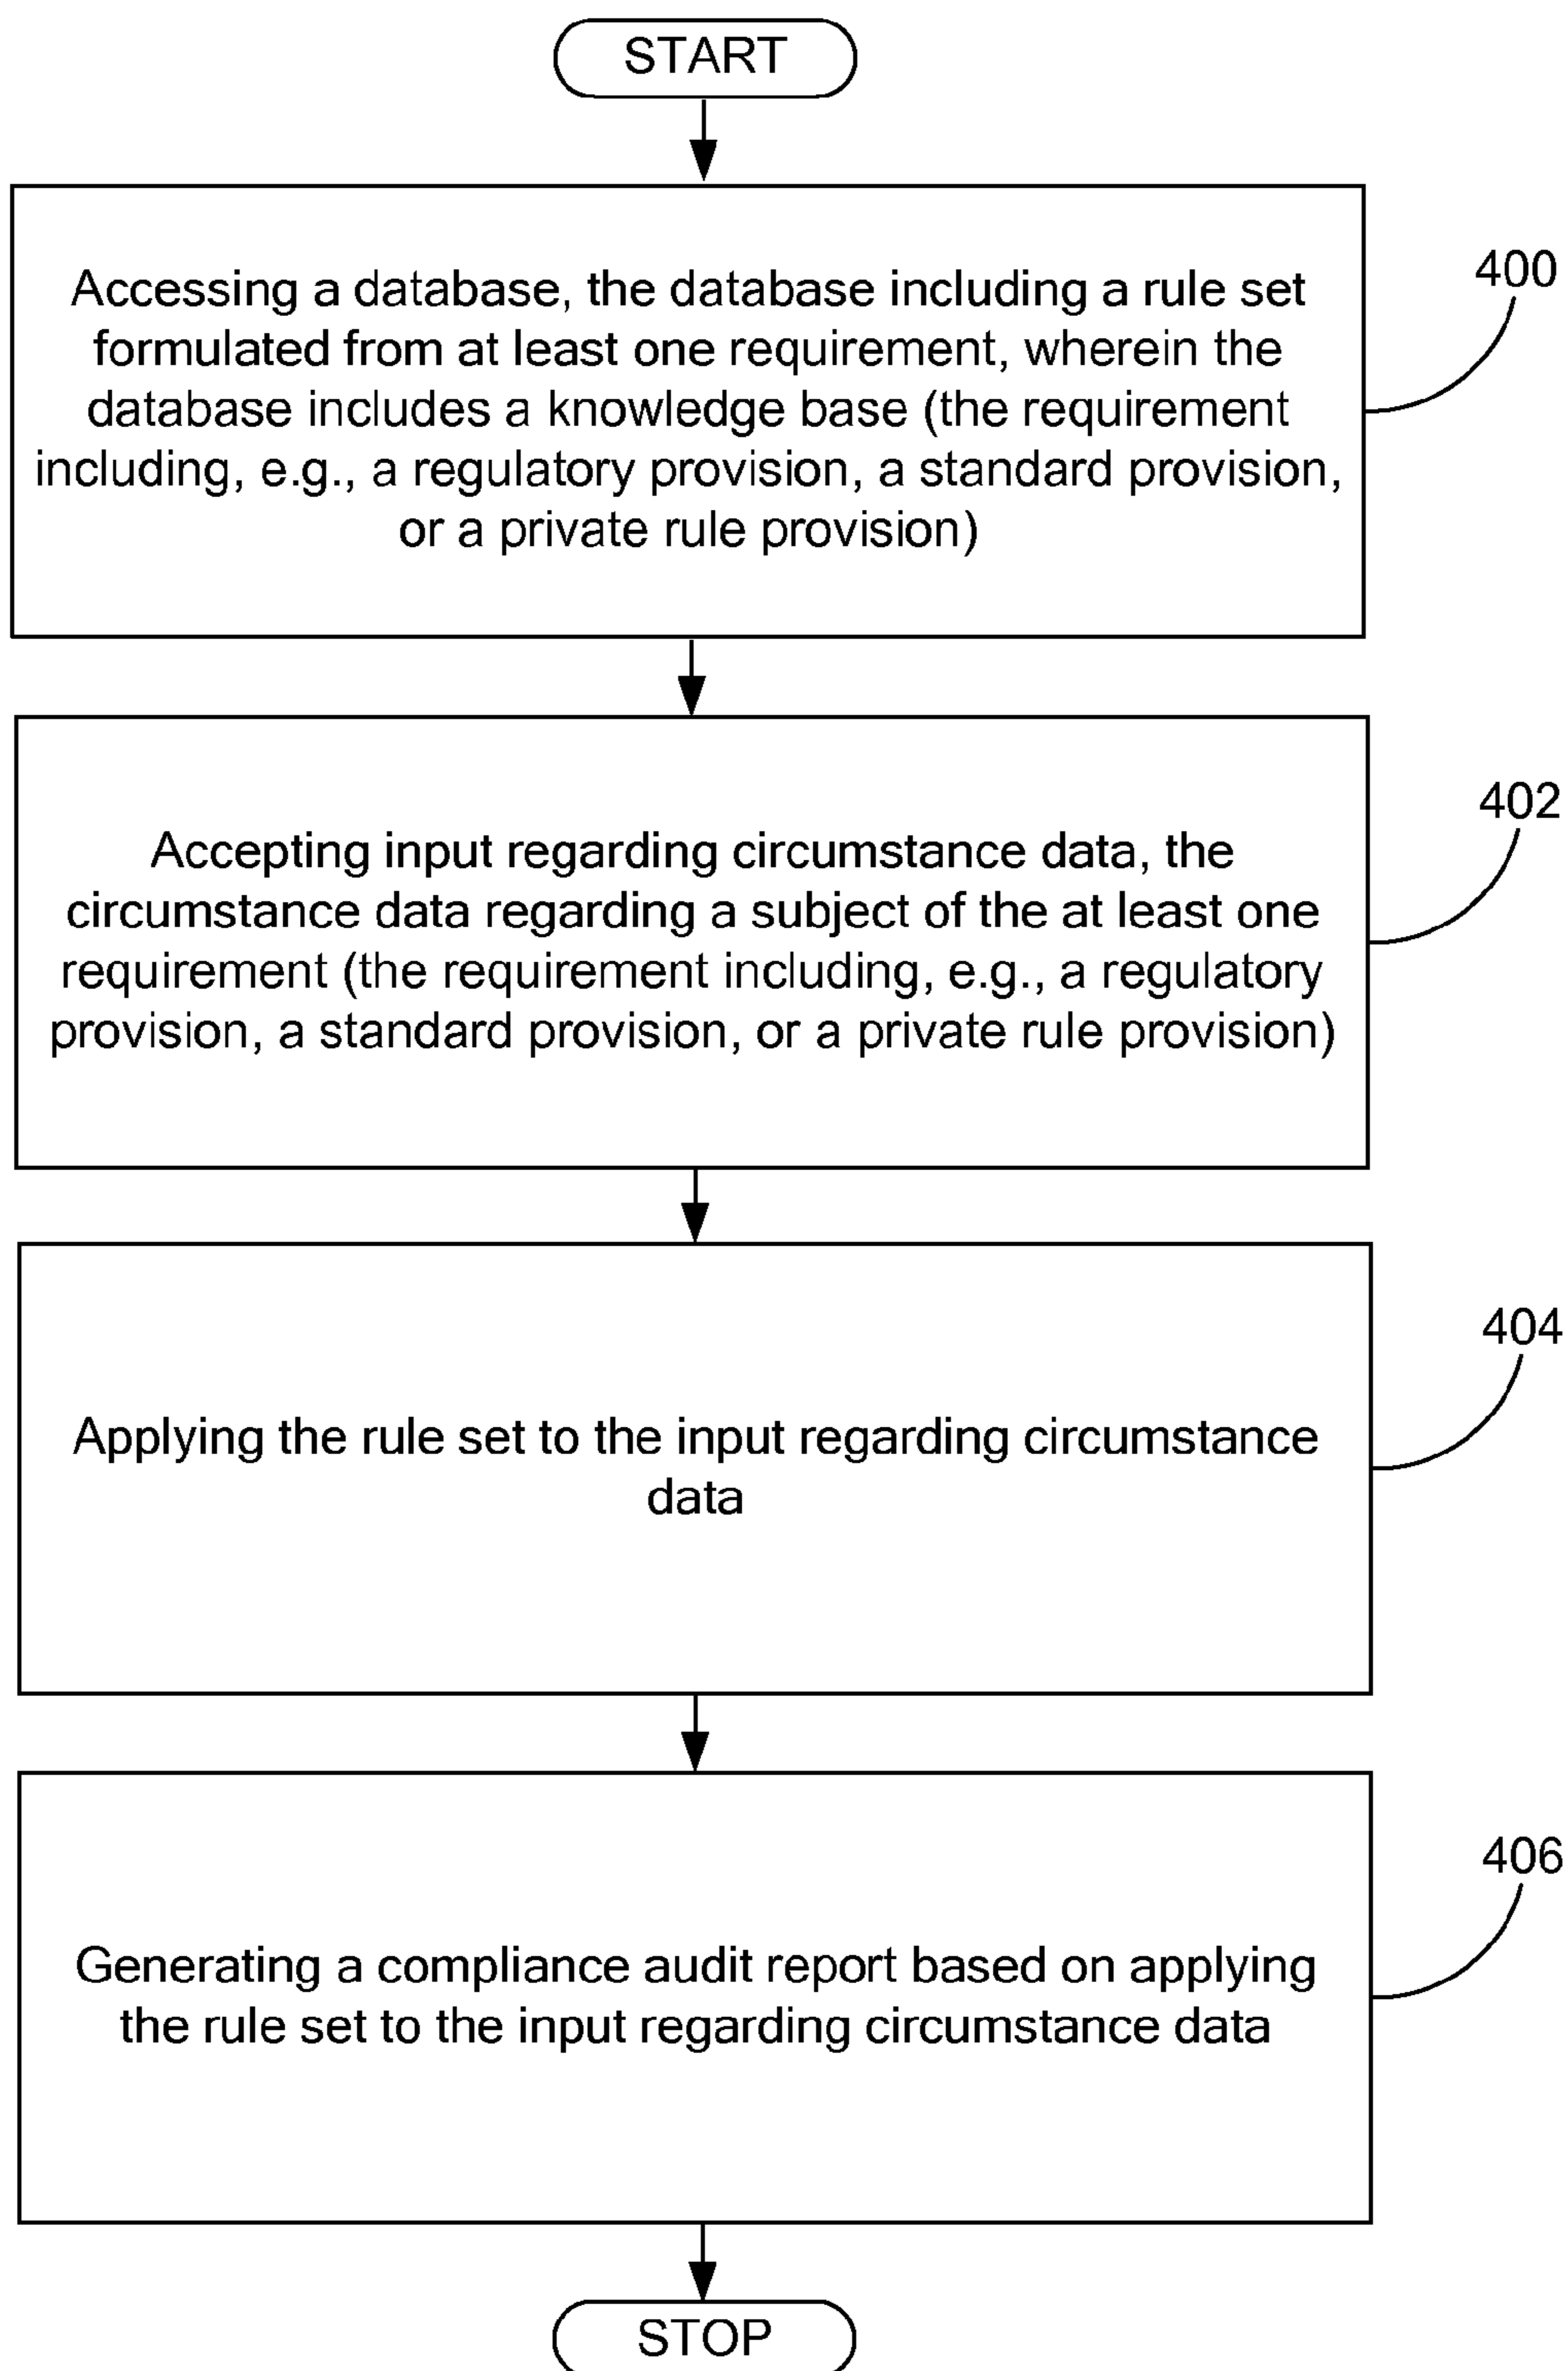 START
Accessing a database, the database including a rule set
formulated from at least one requirement, wherein the
database includes a knowledge base (the requirement
including, e.g., a regulatory provision, a standard provision,
or a private rule provision)
400
Accepting input regarding circumstance data, the
circumstance data regarding a subject of the at least one
requirement (the requirement including, e.g., a regulatory
provision, a standard provision, or a private rule provision)
402
Applying the rule set to the input regarding circumstance
data
404
Generating a compliance audit report based on applying
the rule set to the input regarding circumstance data
406
STOP